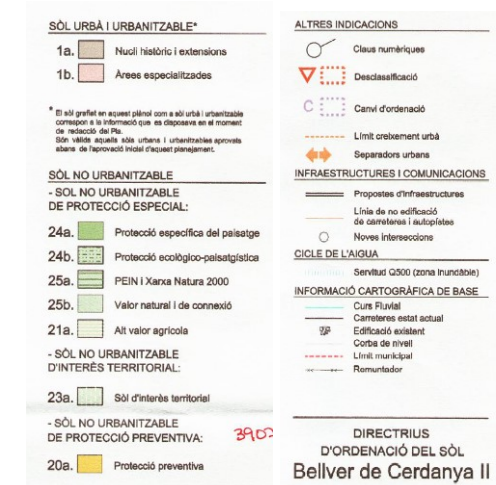 SÒL URBÀ I URBANITZABLE*
1a. Nucli històric i extensions
1b. Àrees especialitzades
* El sòl grafiat en aquest plànol com a sòl urbà i urbanitzable
correspon a la informació que es disposava en el moment
de redacció del Pla.
Són vàlids aquells sòls urbans i urbanitzables aprovats
abans de l'aprovació inicial d'aquest planejament.
SÒL NO URBANITZABLE
- SOL NO URBANITZABLE
DE PROTECCIÓ ESPECIAL:
24a. Protecció específica del paisatge
24b. Protecció ecològico-paisatgística
25a. PEIN i Xarxa Natura 2000
25b. Valor natural i de connexió
21a. Alt valor agrícola
- SÒL NO URBANITZABLE
D'INTERÈS TERRITORIAL:
23a. Sòl d'interès territorial
- SÒL NO URBANITZABLE
DE PROTECCIÓ PREVENTIVA:
3902
20a. Protecció preventiva
ALTRES INDICACIONS
Claus numèriques
Desclassificació
C Canvi d'ordenació
Límit creixement urbà
Separadors urbans
INFRAESTRUCTURES I COMUNICACIONS
Propostes d'Infraestructures
Línia de no edificació
de carreteres i autopistes
Noves interseccions
CICLE DE L'AIGUA
Servitud Q500 (zona inundàble)
INFORMACIÓ CARTOGRÀFICA DE BASE
Curs Fluvial
Carreteres estat actual
Edificació existent
Corba de nivell
Límit municipal
Remuntador
DIRECTRIUS
D'ORDENACIÓ DEL SÒL
Bellver de Cerdanya II